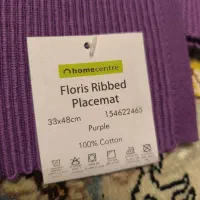 homecentre
Floris Ribbed
Placemat
33x48cm 154622465
Purple
100% Cotton